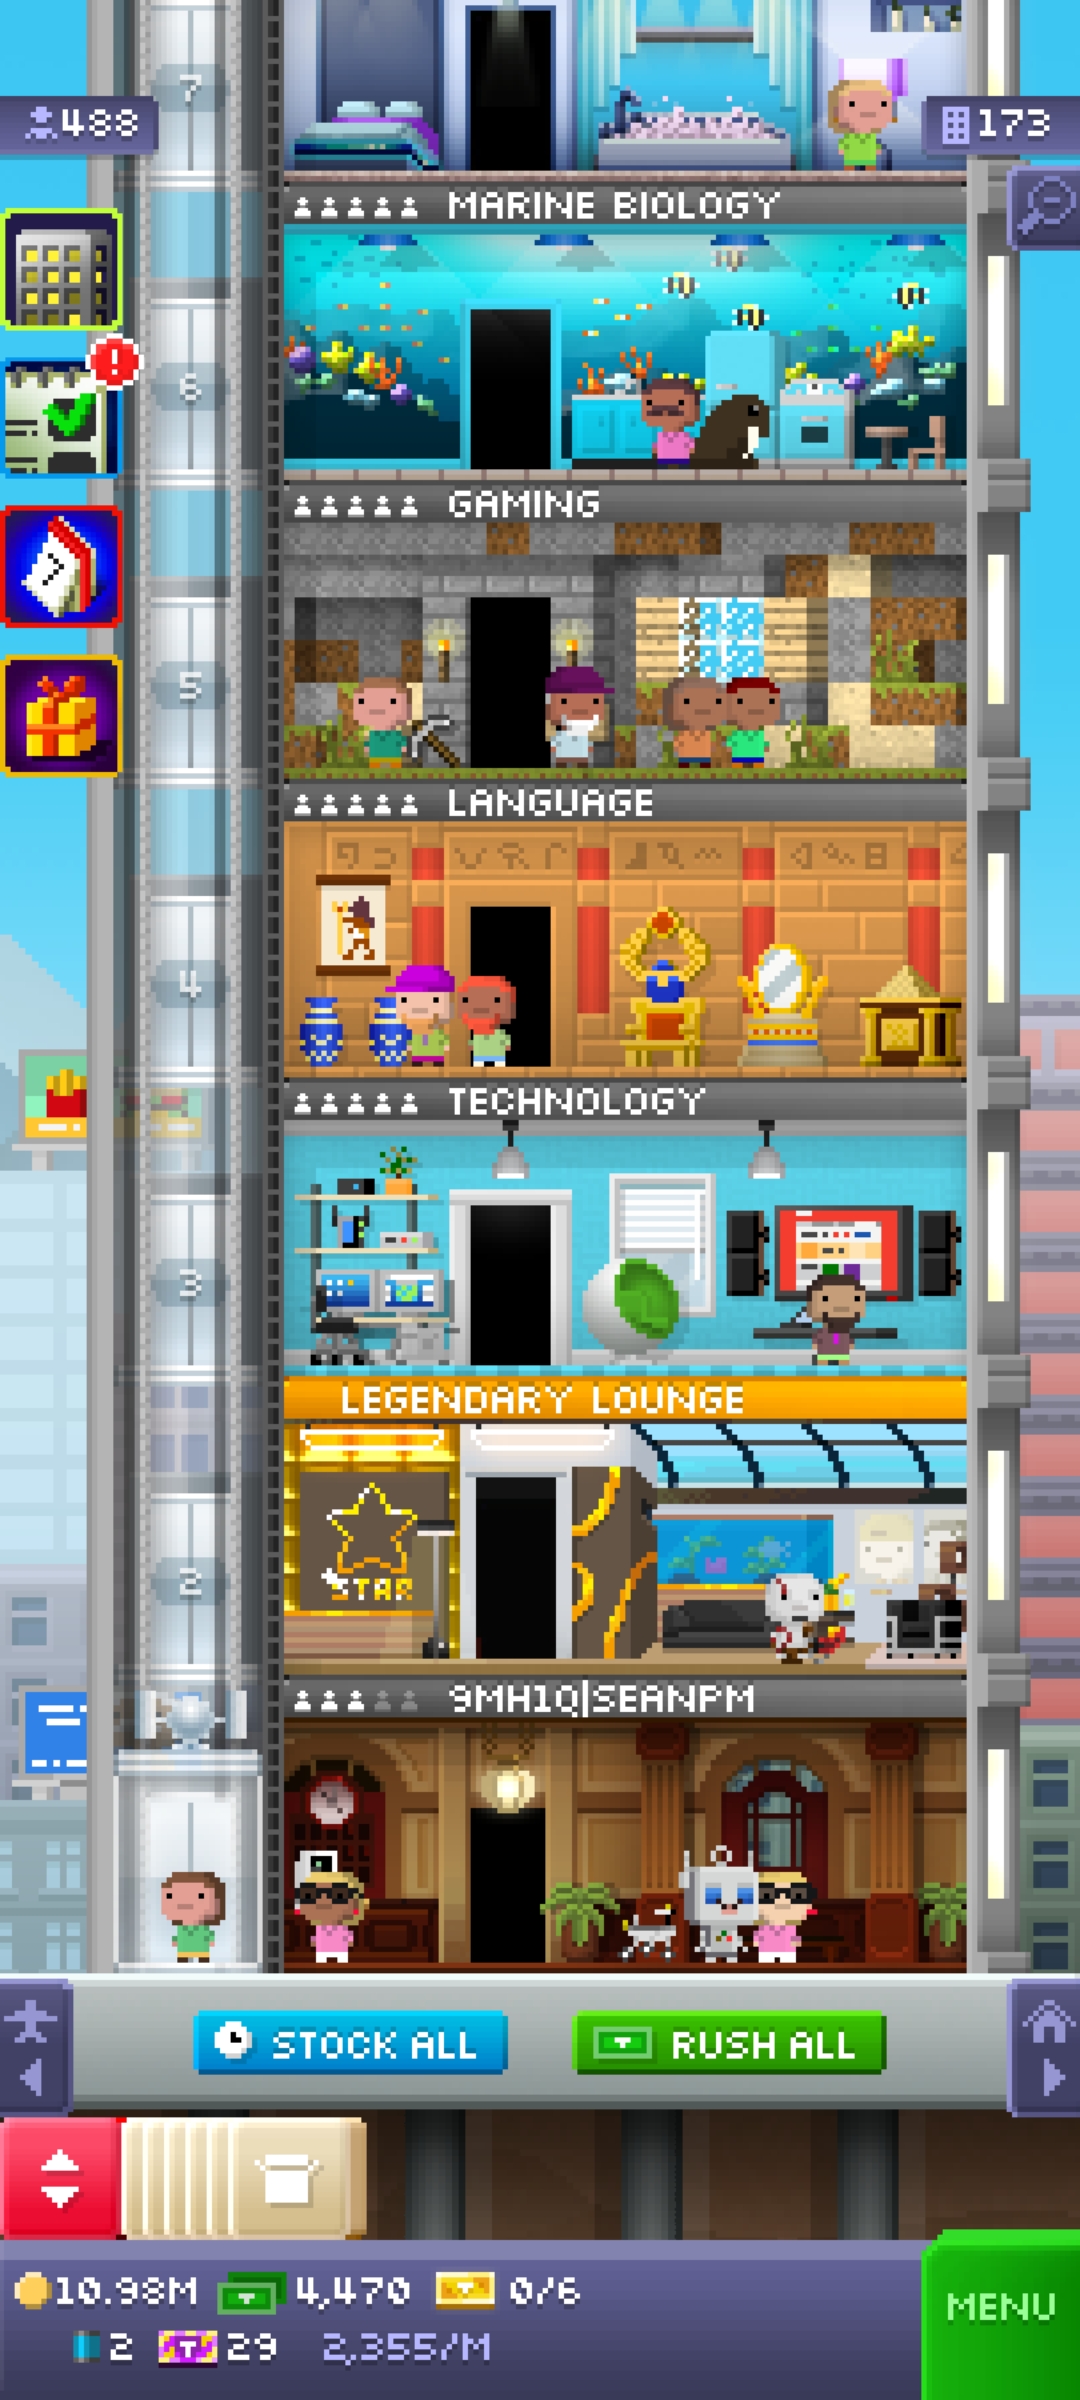 7
488
173
MARINE BIOLOGY
6
GAMING
7
5
LANGUAGE
4
TECHNOLOGY
3
LEGENDARY LOUNGE
STAR
2
9MH1Q|SEANPM
STOCK ALL
RUSH ALL
10.98M 4,470 0/6
2 29 2,355/M
MENU